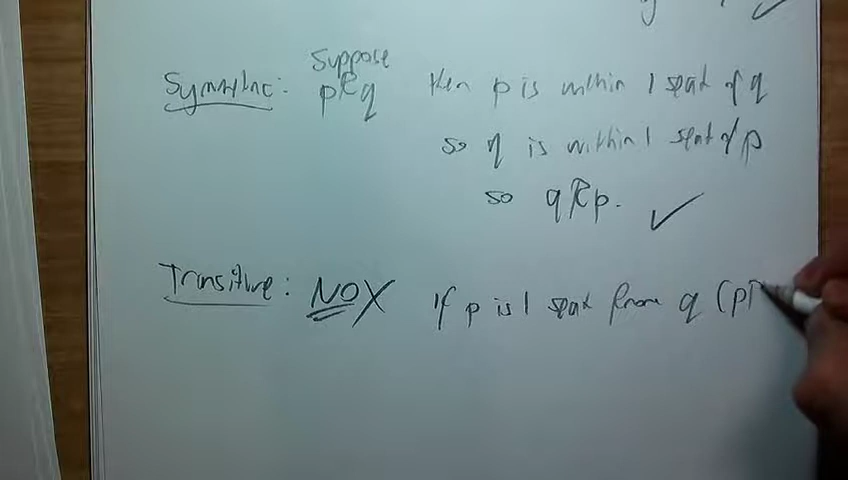 Symmetric: Suppose pRq then p is within 1 seat of q
so q is within 1 seat of p
so qRp. ✓
Transitive: NO X If p is 1 seat from q (p